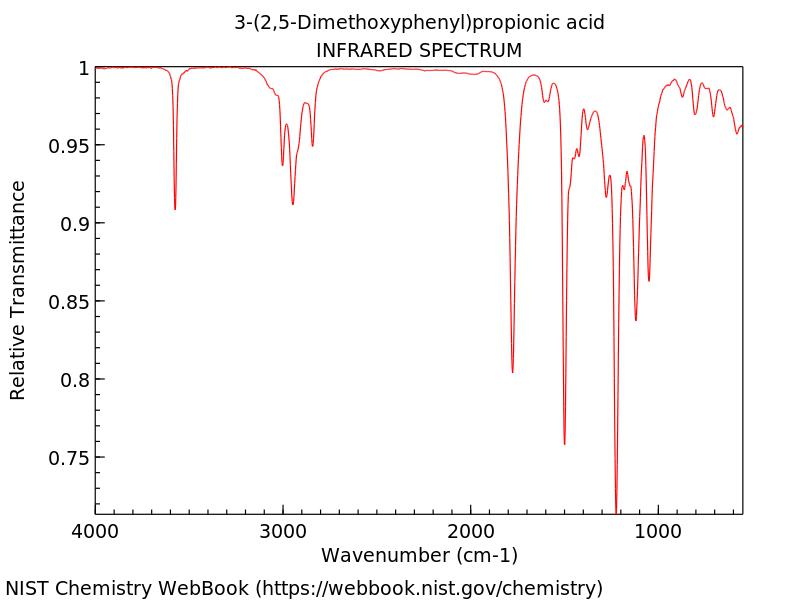 3-(2,5-Dimethoxyphenyl)propionic acid
INFRARED SPECTRUM
Relative Transmittance
1
0.95
0.9
0.85
0.8
0.75
4000 3000 2000 1000
Wavenumber (cm-1)
NIST Chemistry WebBook (https://webbook.nist.gov/chemistry)